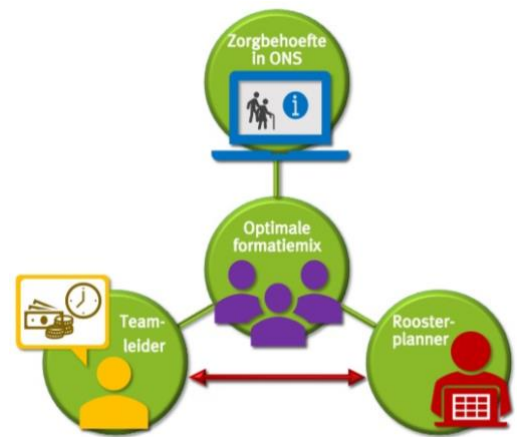 Zorgbehoefte
in ONS
i
Optimale
formatiemix
Team-
leider
Rooster-
planner